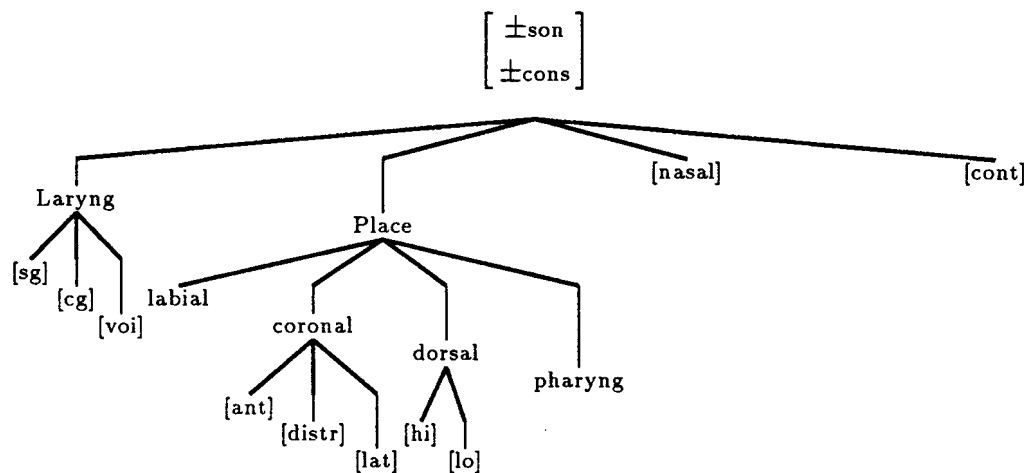 ±son
±cons
[nasal]
[cont]
Laryng
Place
[sg]
[cg]
[voi]
labial
coronal
dorsal
pharyng
[ant]
[distr]
[lat]
[hi]
[lo]